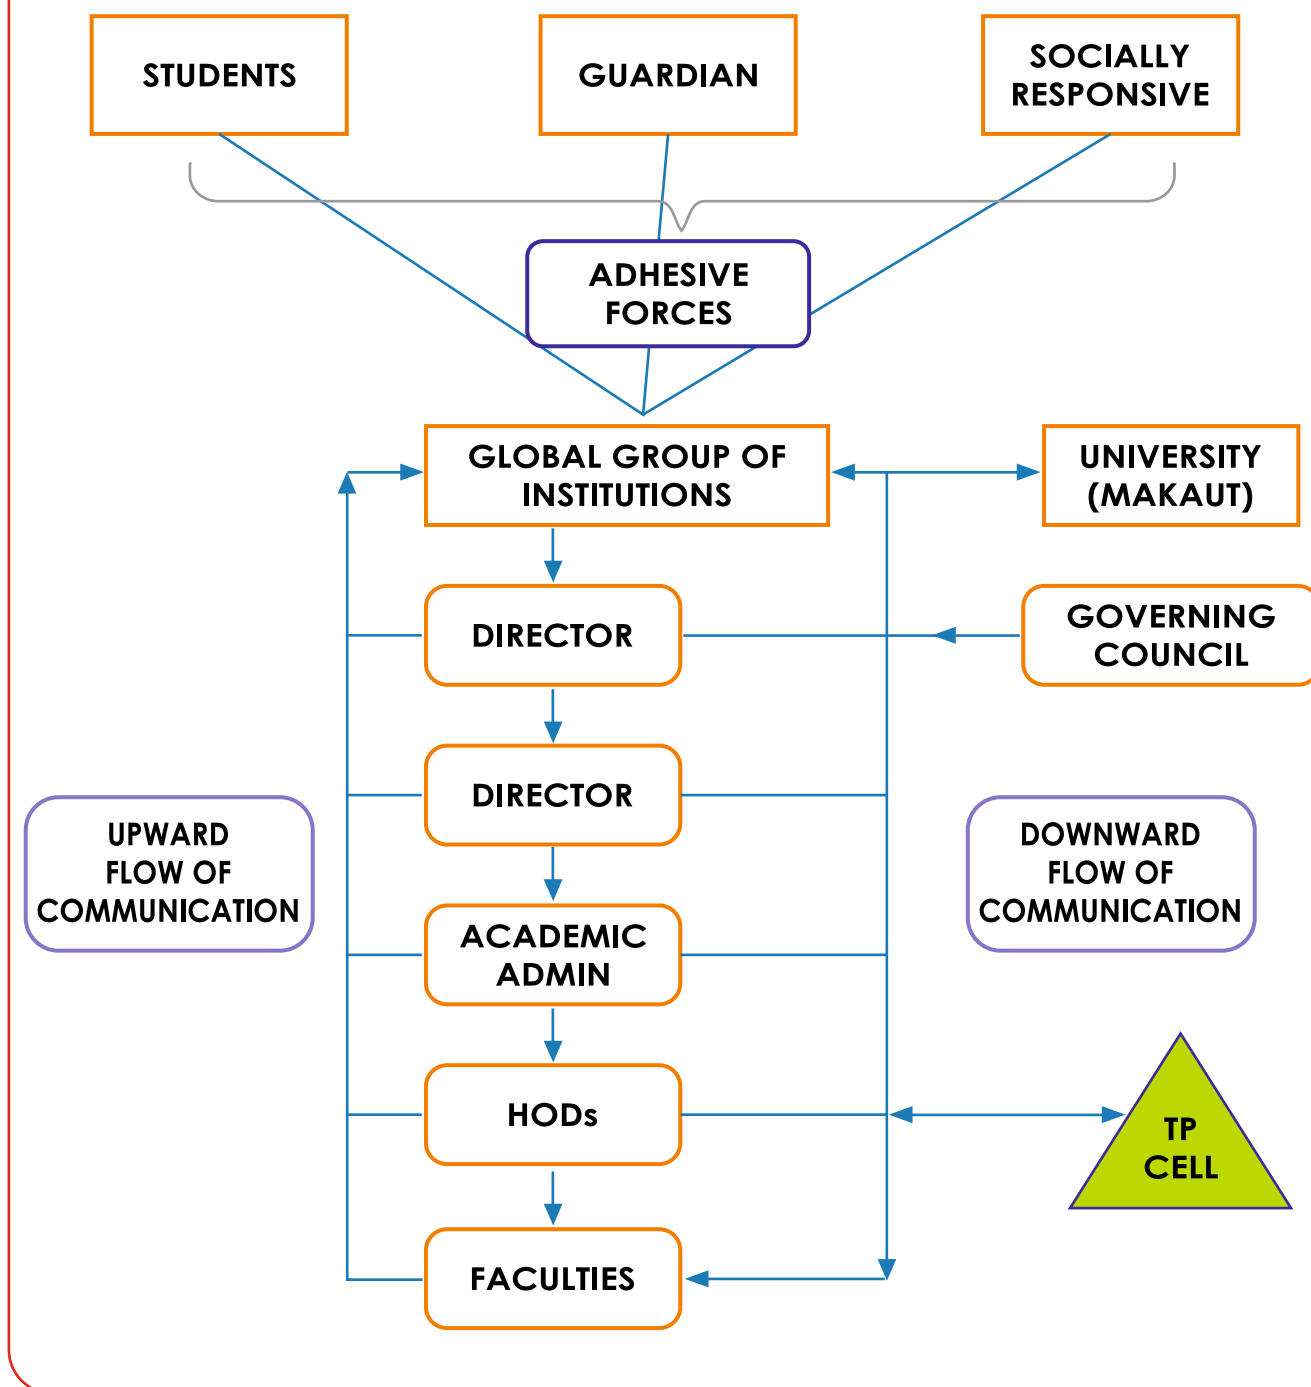 STUDENTS
GUARDIAN
SOCIALLY
RESPONSIVE
ADHESIVE
FORCES
GLOBAL GROUP OF
INSTITUTIONS
UNIVERSITY
(MAKAUT)
DIRECTOR
GOVERNING
COUNCIL
DIRECTOR
UPWARD
FLOW OF
COMMUNICATION
DOWNWARD
FLOW OF
COMMUNICATION
ACADEMIC
ADMIN
HODs
TP
CELL
FACULTIES